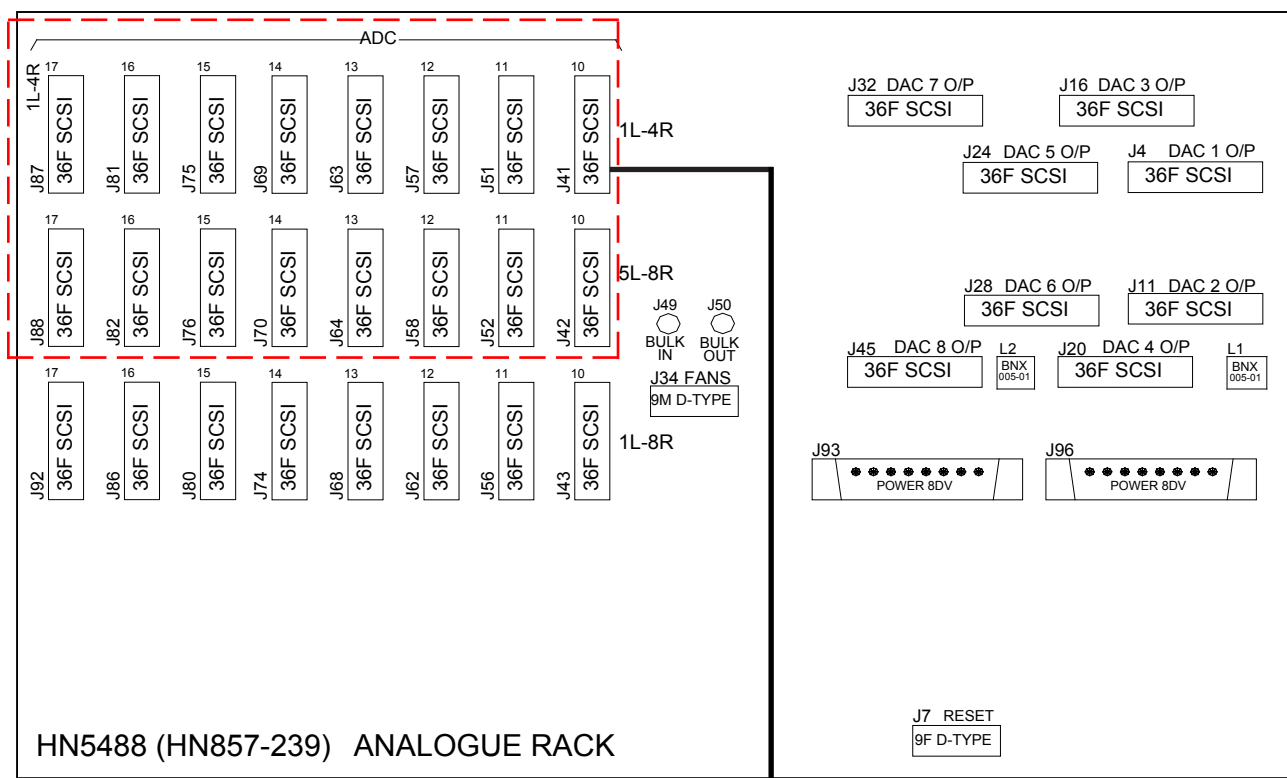 ADC
1L-4R
17 16 15 14 13 12 11 10
J87 36F SCSI J81 36F SCSI J75 36F SCSI J69 36F SCSI J63 36F SCSI J57 36F SCSI J51 36F SCSI J41 36F SCSI
1L-4R
17 16 15 14 13 12 11 10
J88 36F SCSI J82 36F SCSI J76 36F SCSI J70 36F SCSI J64 36F SCSI J58 36F SCSI J52 36F SCSI J42 36F SCSI
5L-8R
17 16 15 14 13 12 11 10
J92 36F SCSI J86 36F SCSI J80 36F SCSI J74 36F SCSI J68 36F SCSI J62 36F SCSI J56 36F SCSI J43 36F SCSI
1L-8R
J49
BULK
IN
J50
BULK
OUT
J34 FANS
9M D-TYPE
J32 DAC 7 O/P
36F SCSI
J16 DAC 3 O/P
36F SCSI
J24 DAC 5 O/P
36F SCSI
J4 DAC 1 O/P
36F SCSI
J28 DAC 6 O/P
36F SCSI
J11 DAC 2 O/P
36F SCSI
J45 DAC 8 O/P
36F SCSI
L2
BNX
005-01
J20 DAC 4 O/P
36F SCSI
L1
BNX
005-01
J93
POWER 8DV
J96
POWER 8DV
J7 RESET
9F D-TYPE
HN5488 (HN857-239) ANALOGUE RACK